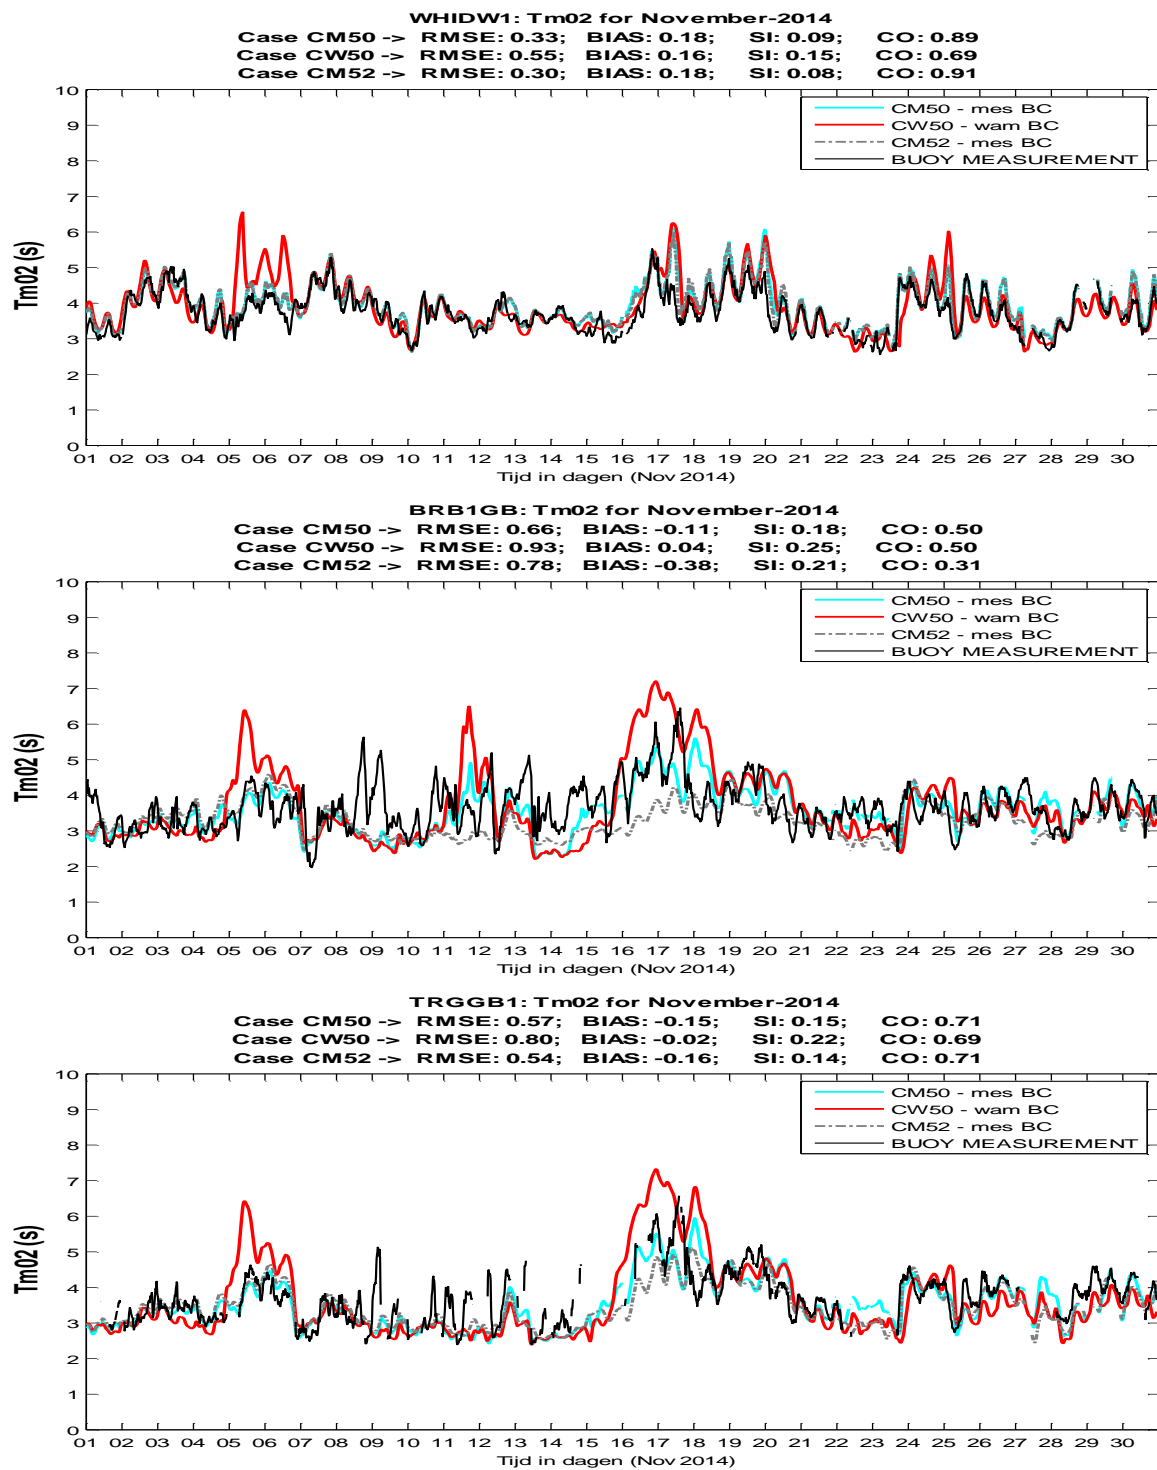 WHIDW1: Tm02 for November-2014
Case CM50 -> RMSE: 0.33; BIAS: 0.18; SI: 0.09; CO: 0.89
Case CW50 -> RMSE: 0.55; BIAS: 0.16; SI: 0.15; CO: 0.69
Case CM52 -> RMSE: 0.30; BIAS: 0.18; SI: 0.08; CO: 0.91
CM50 - mes BC
CW50 - wam BC
CM52 - mes BC
BUOY MEASUREMENT
Tm02 (s)
10
9
8
7
6
5
4
3
2
1
0
01 02 03 04 05 06 07 08 09 10 11 12 13 14 15 16 17 18 19 20 21 22 23 24 25 26 27 28 29 30
Tijd in dagen (Nov 2014)
BRB1GB: Tm02 for November-2014
Case CM50 -> RMSE: 0.66; BIAS: -0.11; SI: 0.18; CO: 0.50
Case CW50 -> RMSE: 0.93; BIAS: 0.04; SI: 0.25; CO: 0.50
Case CM52 -> RMSE: 0.78; BIAS: -0.38; SI: 0.21; CO: 0.31
CM50 - mes BC
CW50 - wam BC
CM52 - mes BC
BUOY MEASUREMENT
Tm02 (s)
10
9
8
7
6
5
4
3
2
1
0
01 02 03 04 05 06 07 08 09 10 11 12 13 14 15 16 17 18 19 20 21 22 23 24 25 26 27 28 29 30
Tijd in dagen (Nov 2014)
TRGGB1: Tm02 for November-2014
Case CM50 -> RMSE: 0.57; BIAS: -0.15; SI: 0.15; CO: 0.71
Case CW50 -> RMSE: 0.80; BIAS: -0.02; SI: 0.22; CO: 0.69
Case CM52 -> RMSE: 0.54; BIAS: -0.16; SI: 0.14; CO: 0.71
CM50 - mes BC
CW50 - wam BC
CM52 - mes BC
BUOY MEASUREMENT
Tm02 (s)
10
9
8
7
6
5
4
3
2
1
0
01 02 03 04 05 06 07 08 09 10 11 12 13 14 15 16 17 18 19 20 21 22 23 24 25 26 27 28 29 30
Tijd in dagen (Nov 2014)